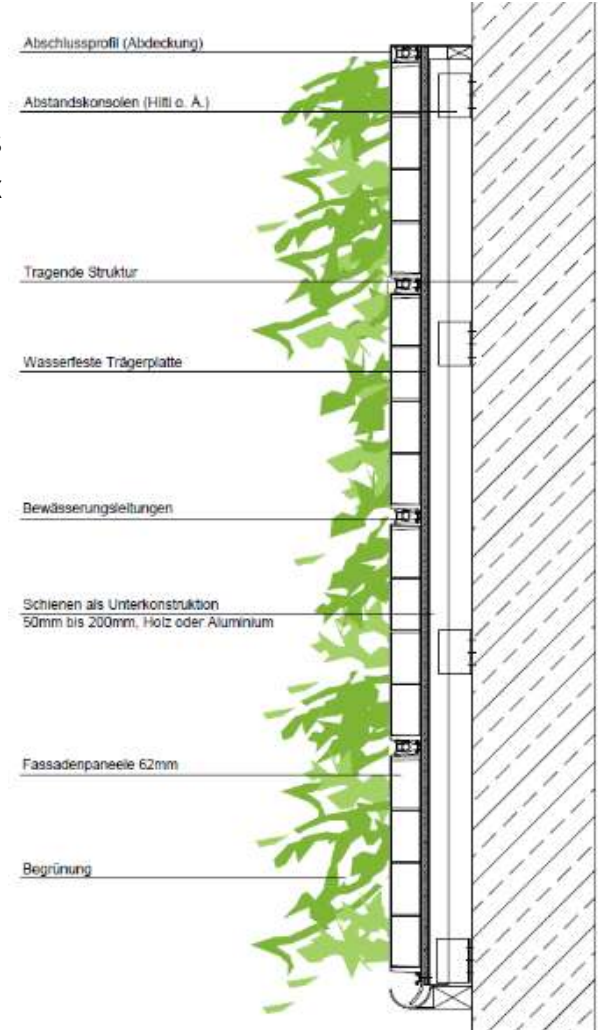 Abschlussprofil (Abdeckung)
Abstandskonsolen (Hilti o. Ä.)
Tragende Struktur
Wasserfeste Trägerplatte
Bewässerungsleitungen
Schienen als Unterkonstruktion
50mm bis 200mm, Holz oder Aluminium
Fassadenpaneele 62mm
Begrünung